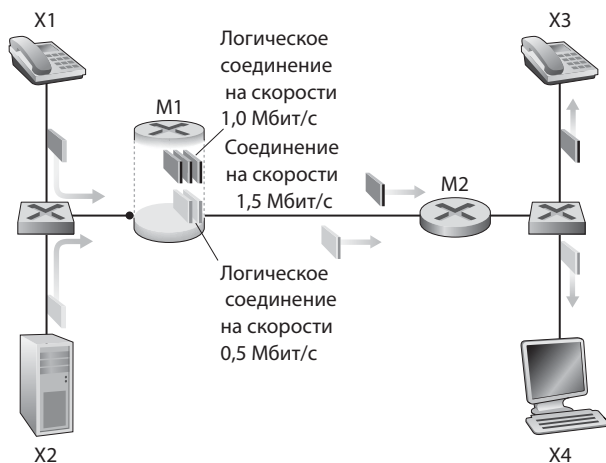 X1
X3
Логическое
соединение
на скорости
1,0 Мбит/с
M1
Соединение
на скорости
1,5 Мбит/с
M2
Логическое
соединение
на скорости
0,5 Мбит/с
X2
X4